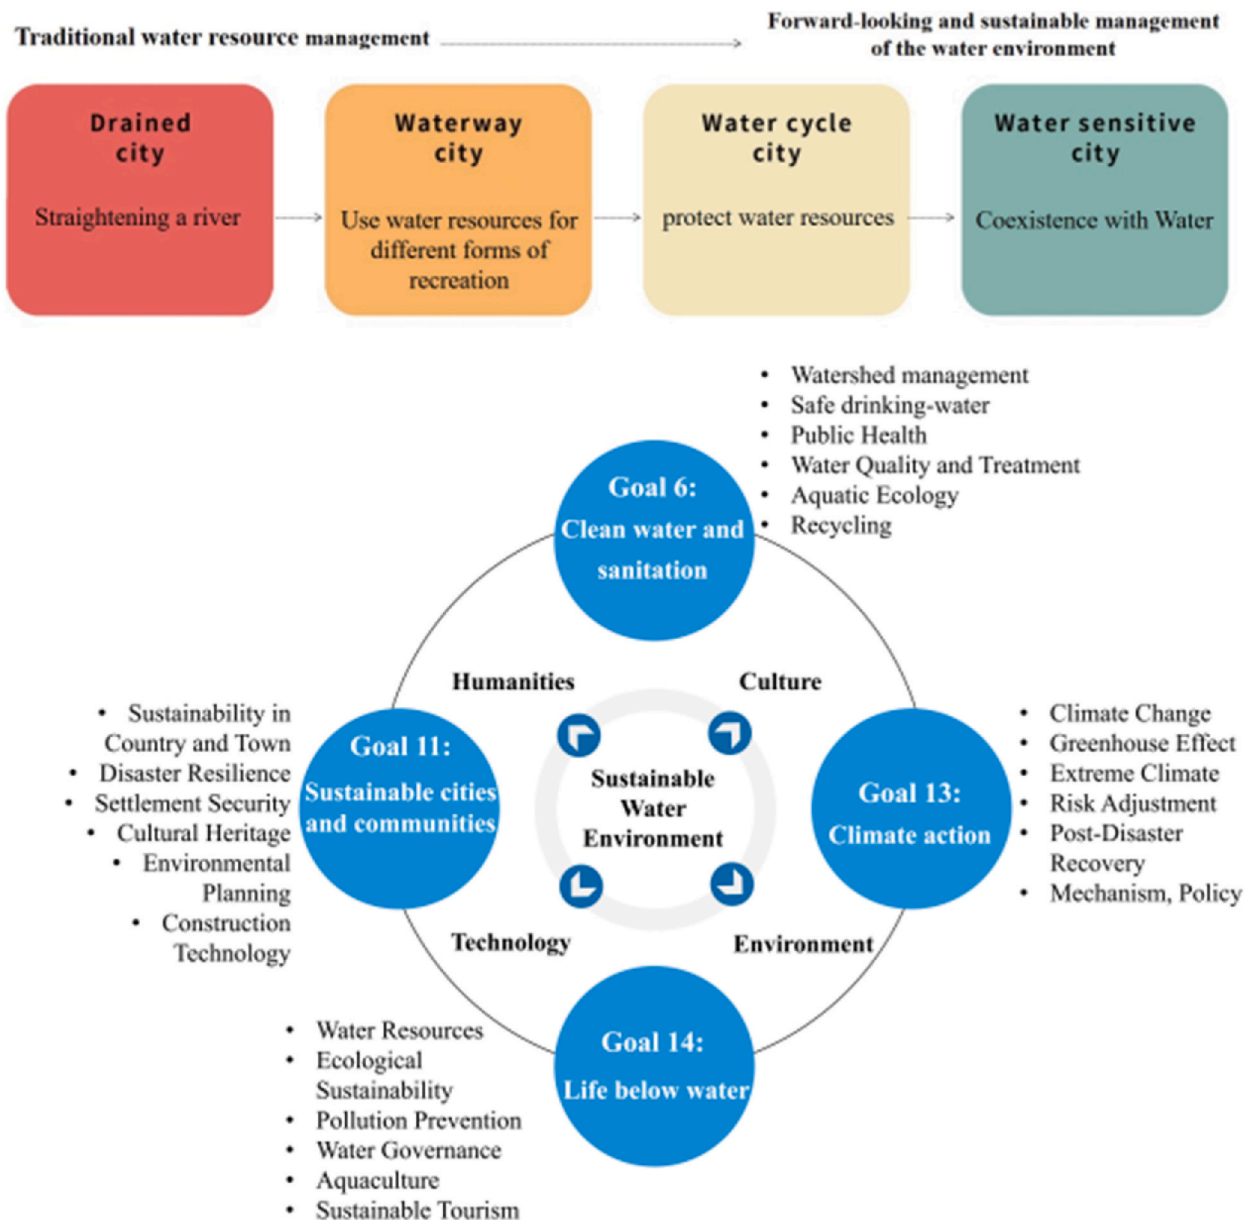 Traditional water resource management
Forward-looking and sustainable management
of the water environment
Drained
city
Straightening a river
Waterway
city
Use water resources for
different forms of
recreation
Water cycle
city
protect water resources
Water sensitive
city
Coexistence with Water
• Watershed management
• Safe drinking-water
• Public Health
• Water Quality and Treatment
• Aquatic Ecology
• Recycling
Goal 6:
Clean water and
sanitation
Humanities
Culture
• Sustainability in
Country and Town
• Disaster Resilience
• Settlement Security
• Cultural Heritage
• Environmental
Planning
• Construction
Technology
Goal 11:
Sustainable cities
and communities
Sustainable
Water
Environment
Goal 13:
Climate action
• Climate Change
• Greenhouse Effect
• Extreme Climate
• Risk Adjustment
• Post-Disaster
Recovery
• Mechanism, Policy
Technology
Environment
• Water Resources
• Ecological
Sustainability
• Pollution Prevention
• Water Governance
• Aquaculture
• Sustainable Tourism
Goal 14:
Life below water